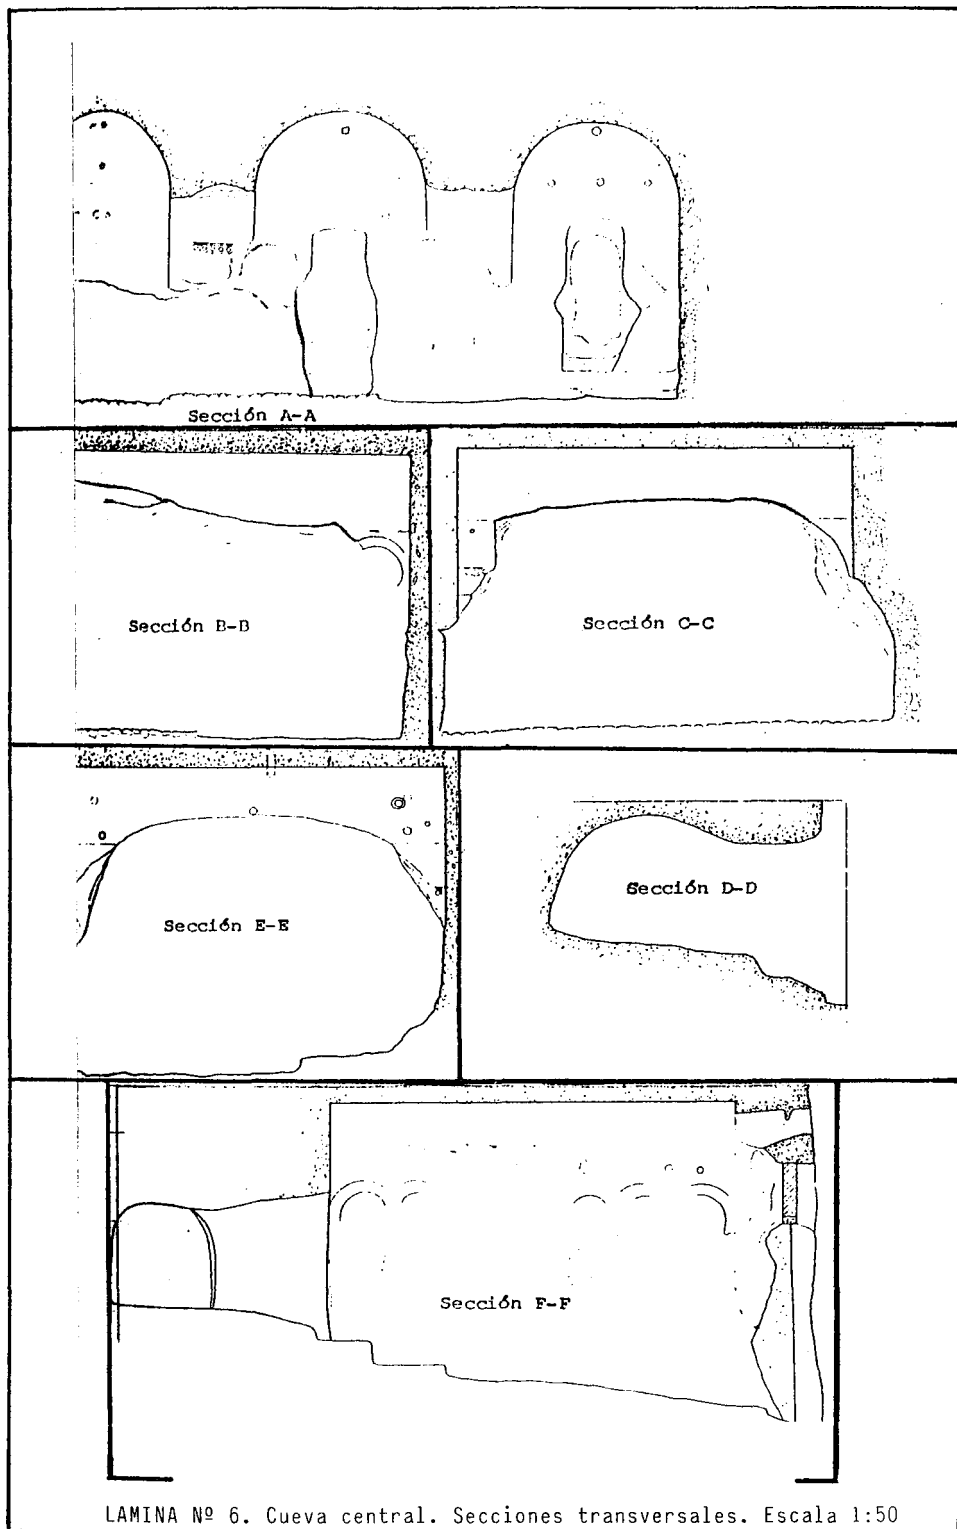 Sección A-A
Sección B-B
Sección C-C
Sección E-E
Sección D-D
Sección F-F
LAMINA Nº 6. Cueva central. Secciones transversales. Escala 1:50